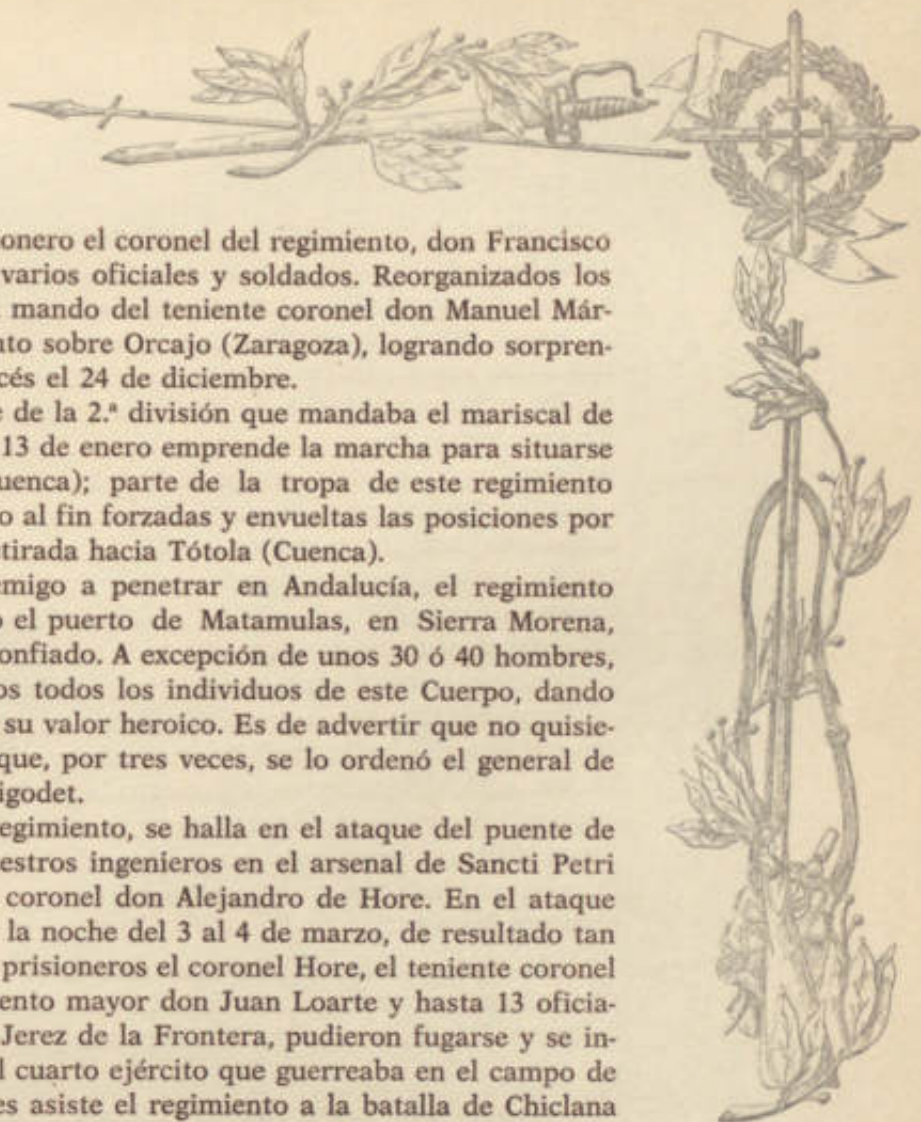 onero el coronel del regimiento, don Francisco
varios oficiales y soldados. Reorganizados los
mando del teniente coronel don Manuel Már-
nto sobre Orcajo (Zaragoza), logrando sorpren-
cés el 24 de diciembre.
e de la 2.ª división que mandaba el mariscal de
13 de enero emprende la marcha para situarse
uenca); parte de la tropa de este regimiento
o al fin forzadas y envueltas las posiciones por
tirada hacia Tótola (Cuenca).
emigo a penetrar en Andalucía, el regimiento
o el puerto de Matamulas, en Sierra Morena,
onfiado. A excepción de unos 30 ó 40 hombres,
os todos los individuos de este Cuerpo, dando
su valor heroico. Es de advertir que no quisie-
que, por tres veces, se lo ordenó el general de
igodet.
egimiento, se halla en el ataque del puente de
estros ingenieros en el arsenal de Sancti Petri
coronel don Alejandro de Hore. En el ataque
la noche del 3 al 4 de marzo, de resultado tan
prisioneros el coronel Hore, el teniente coronel
ento mayor don Juan Loarte y hasta 13 oficia-
Jerez de la Frontera, pudieron fugarse y se in-
l cuarto ejército que guerreaba en el campo de
es asiste el regimiento a la batalla de Chiclana